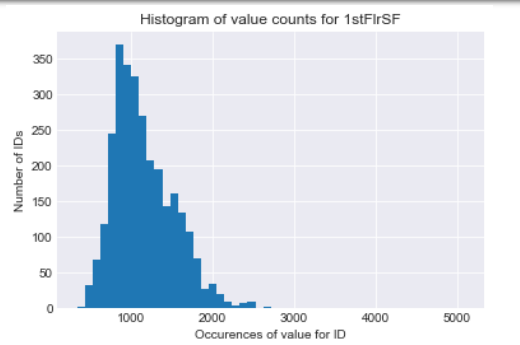 Histogram of value counts for 1stFlrSF
350
300
250
200
150
100
50
0
Number of IDs
1000 2000 3000 4000 5000
Occurences of value for ID